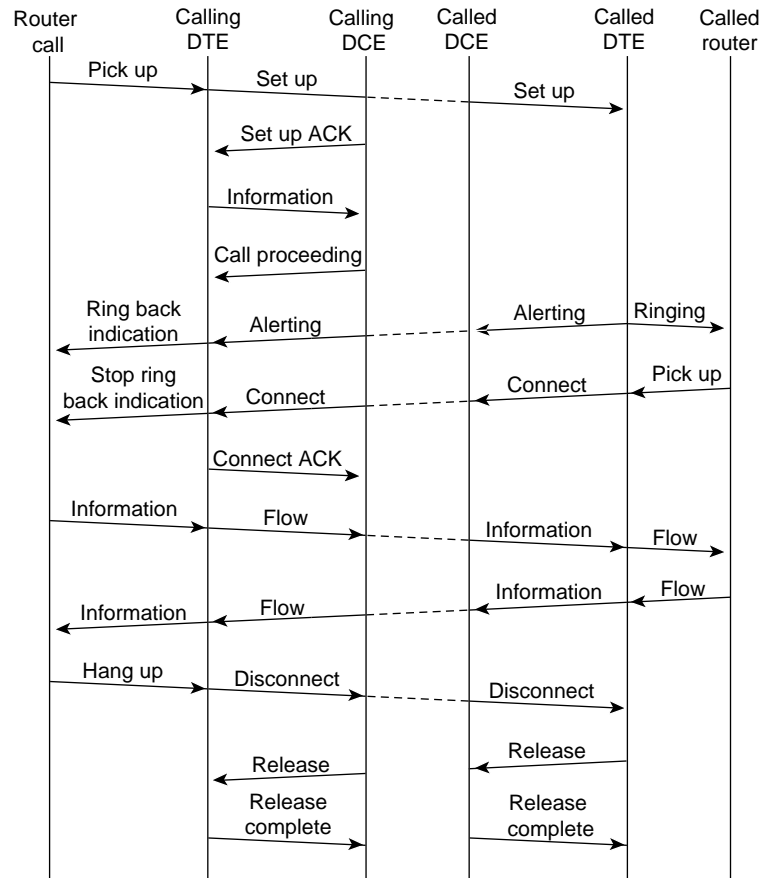 Router call
Calling DTE
Calling DCE
Called DCE
Called DTE
Called router
Pick up
Set up
Set up
Set up ACK
Information
Call proceeding
Ring back
indication
Alerting
Alerting
Ringing
Stop ring
back indication
Connect
Connect
Pick up
Connect ACK
Information
Flow
Information
Flow
Information
Flow
Information
Flow
Hang up
Disconnect
Disconnect
Release
Release
Release
complete
Release
complete